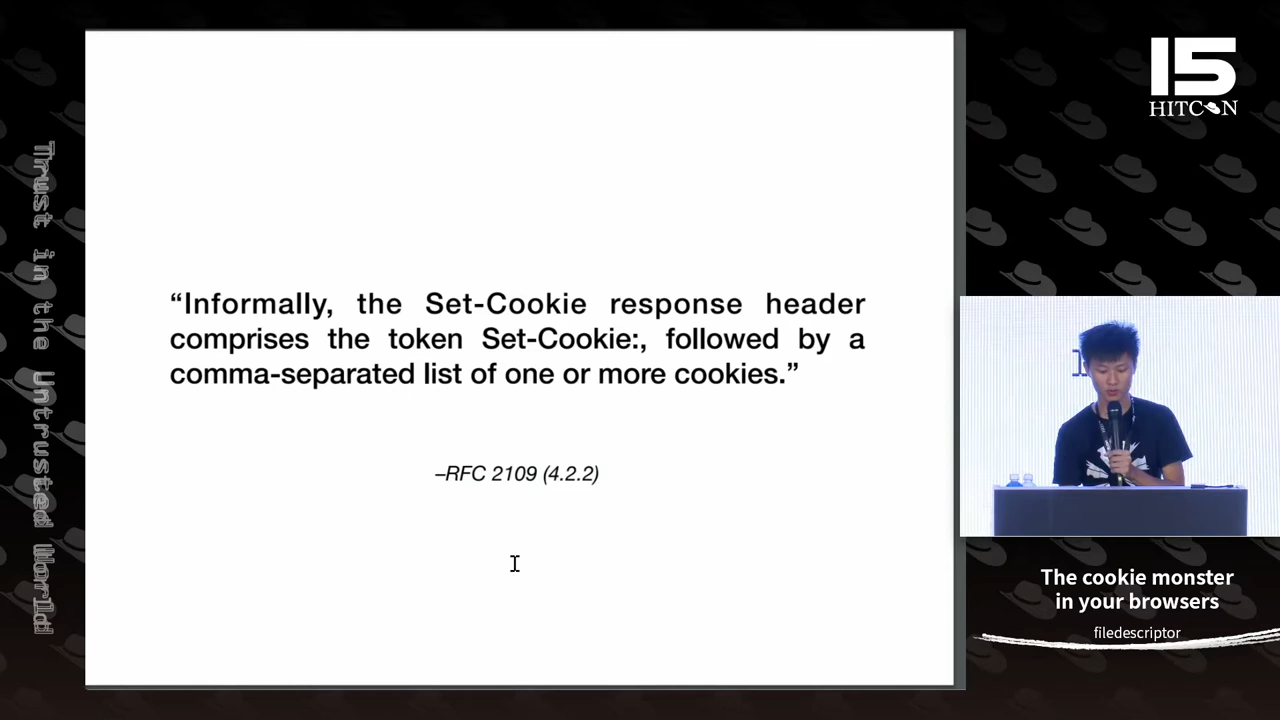 “Informally, the Set-Cookie response header
comprises the token Set-Cookie:, followed by a
comma-separated list of one or more cookies.”
–RFC 2109 (4.2.2)
Trust in the Untrusted World
15
HITCON
The cookie monster
in your browsers
filedescriptor